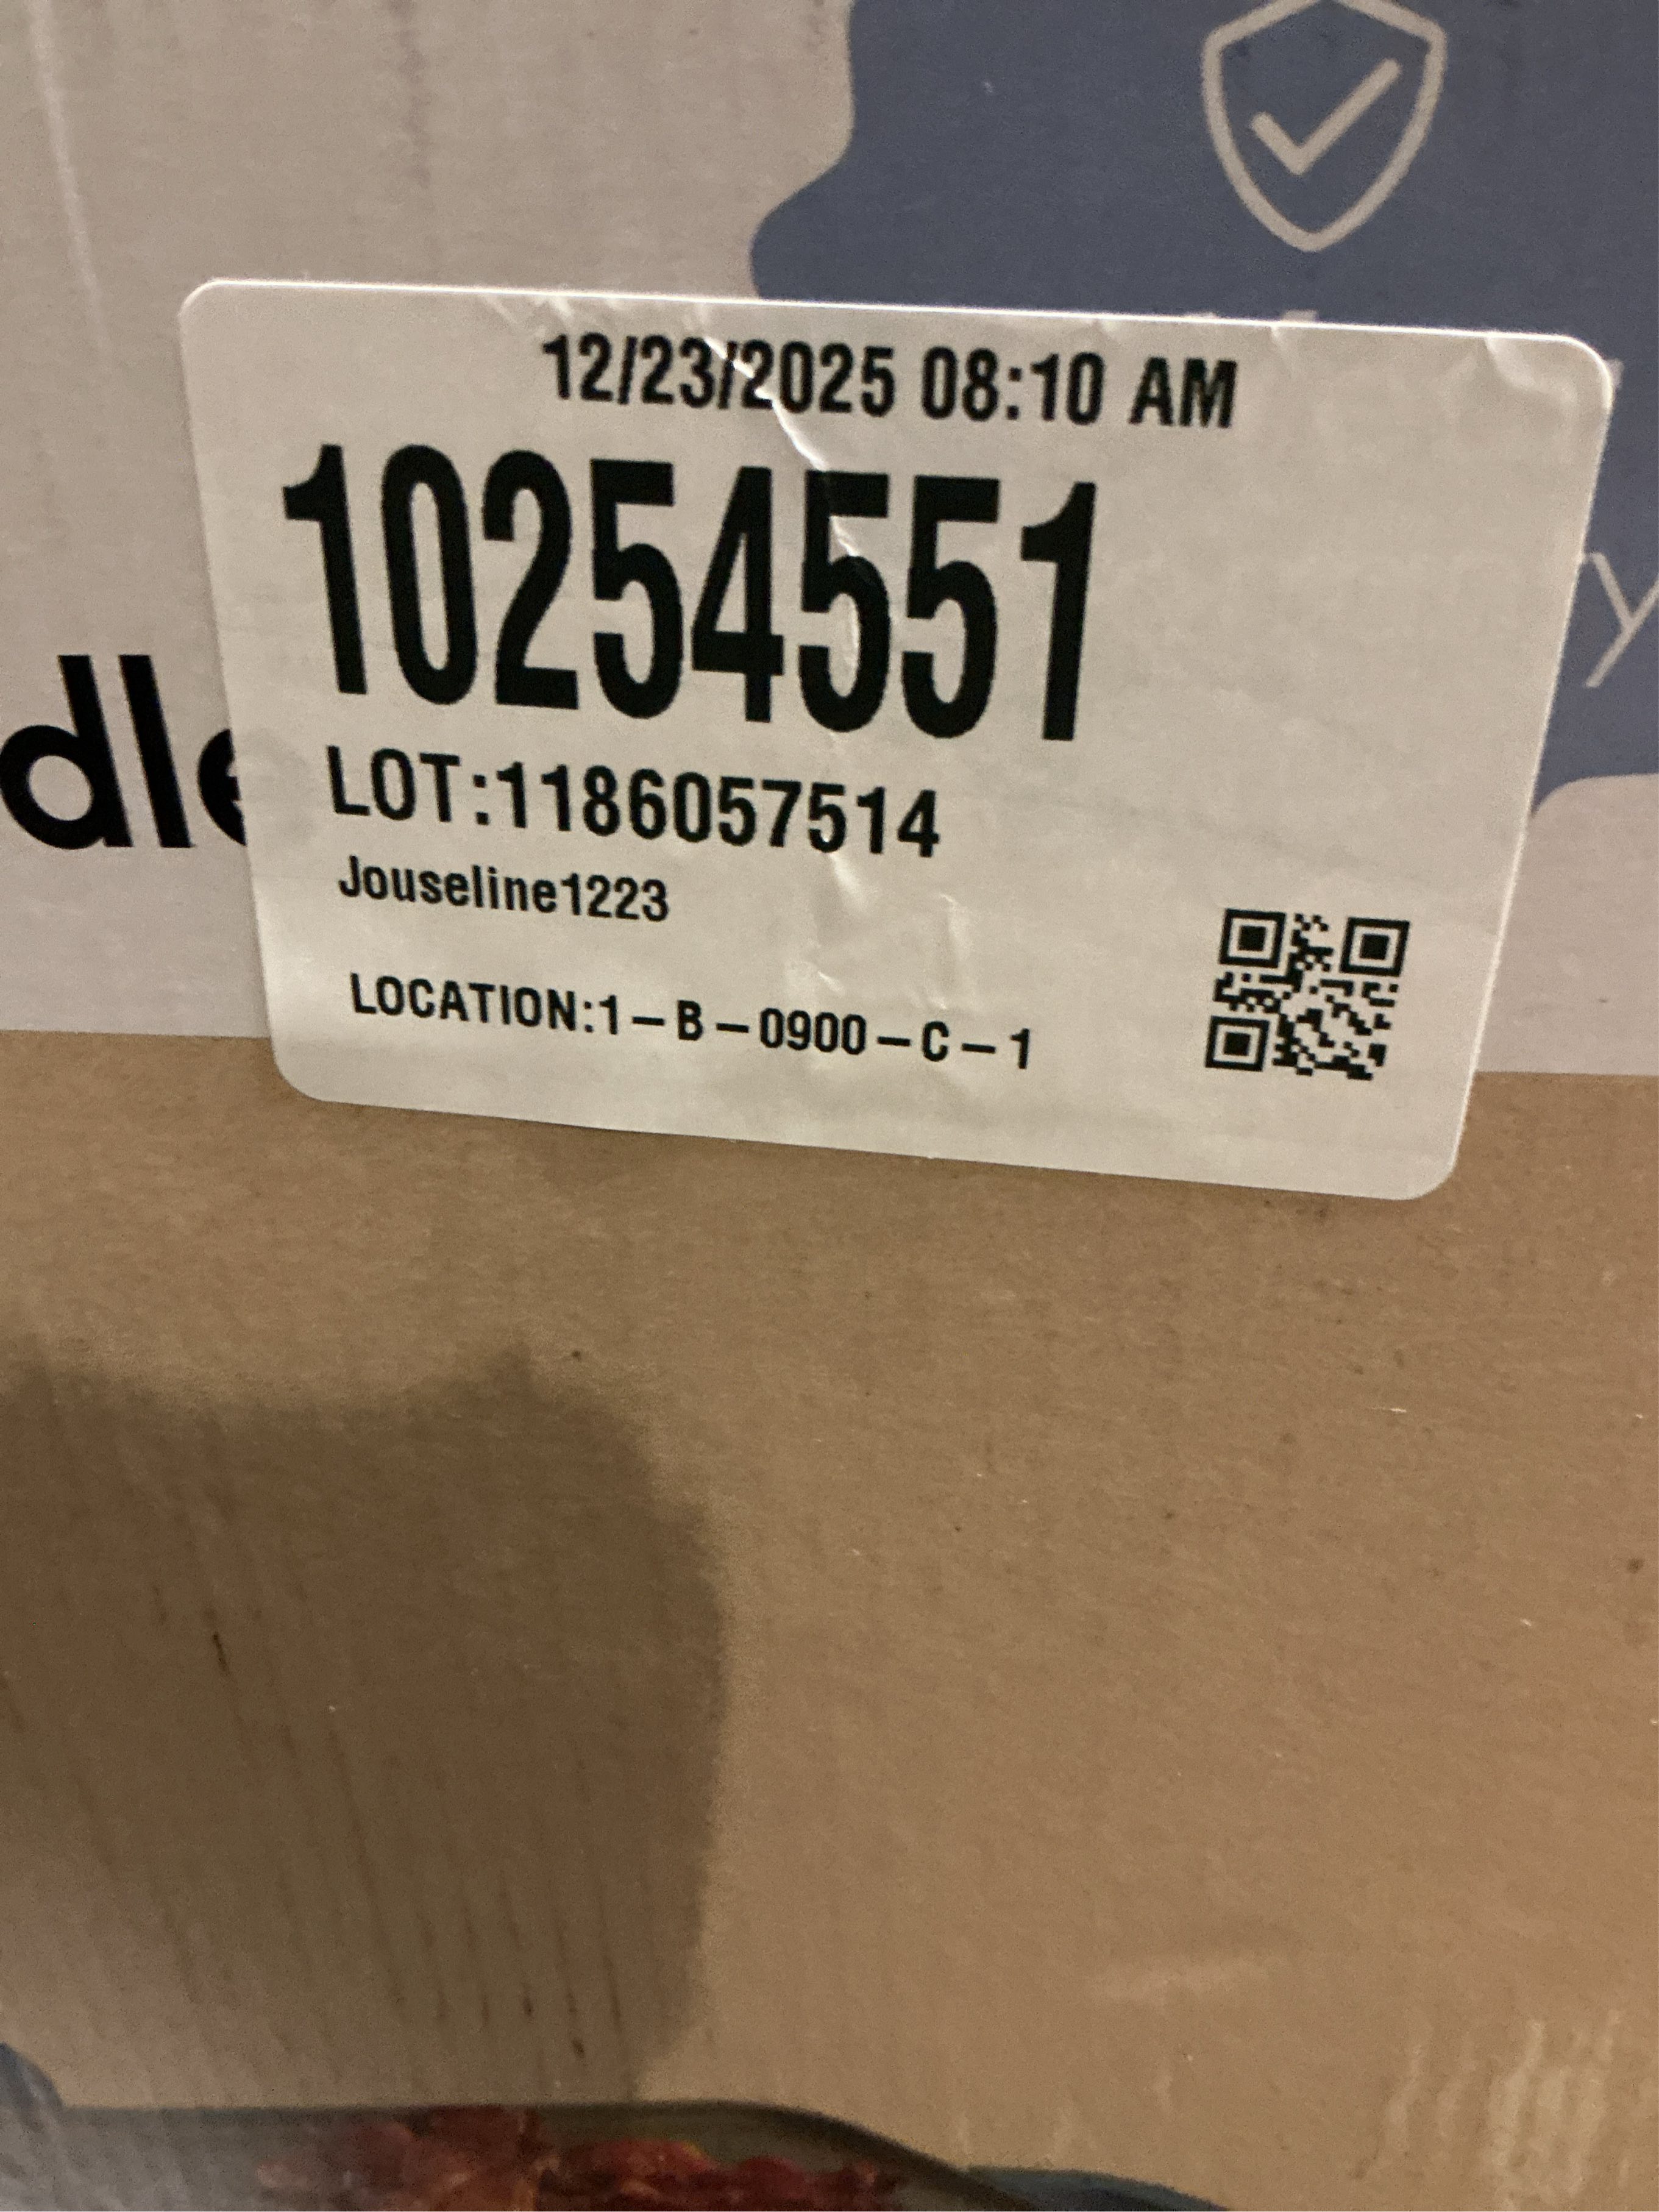 12/23/2025 08:10 AM
10254551
LOT:1186057514
dle
Jouseline1223
LOCATION:1-B-0900-C-1
y